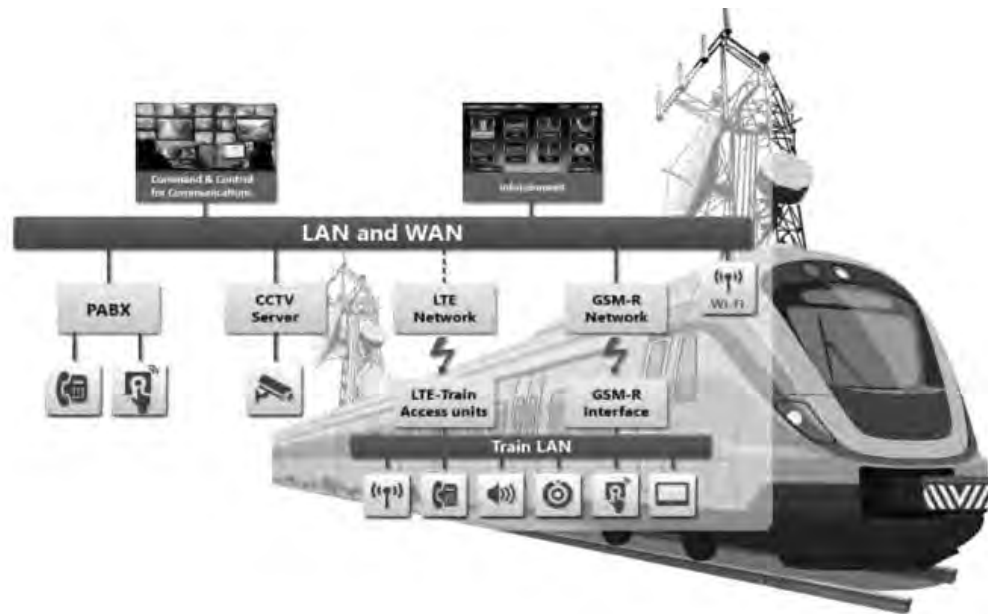 Command & Control
for Communications
Infotainment
LAN and WAN
PABX
CCTV
Server
LTE
Network
GSM-R
Network
Wi-Fi
LTE-Train
Access units
GSM-R
Interface
Train LAN